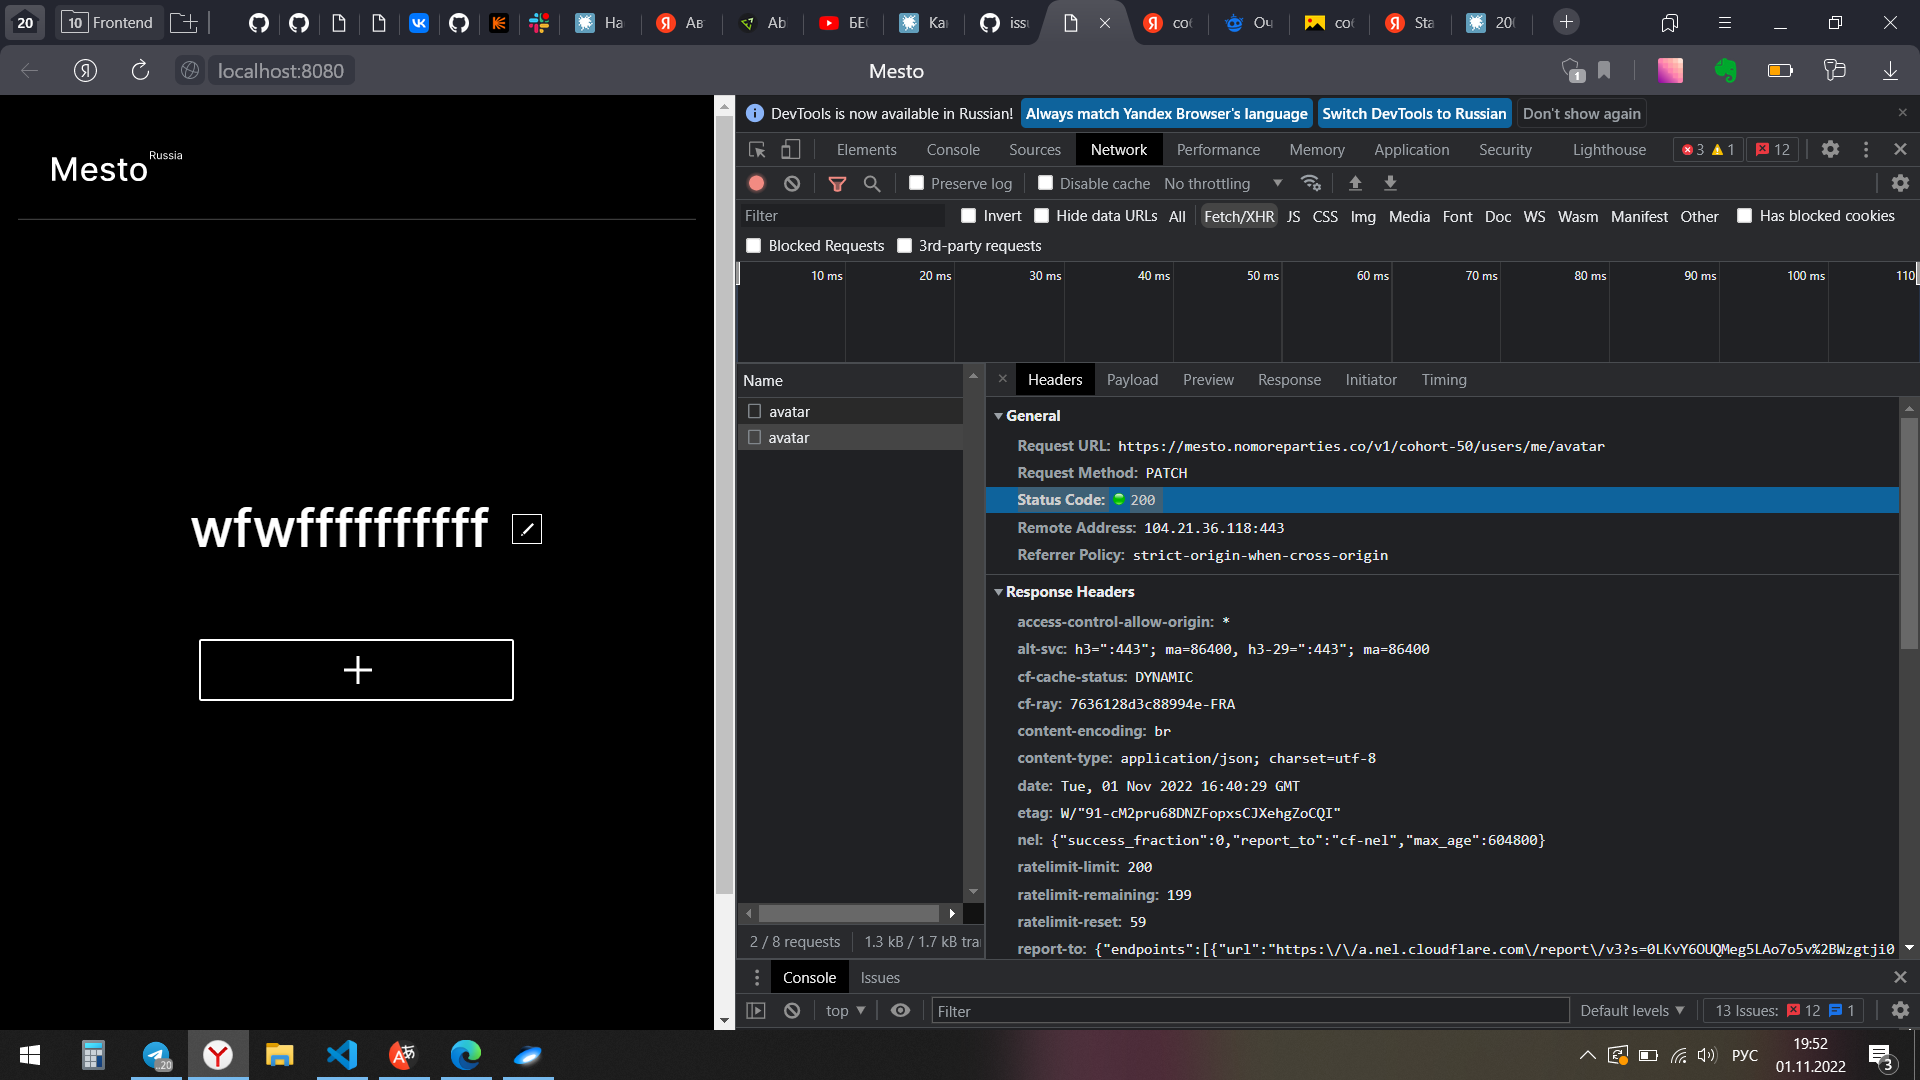 20
10 Frontend
На
Ав
Ab
БЕ
Ка
issu
соб
Оч
соб
Sta
20
localhost:8080
Mesto
1
Mesto Russia
wfwffffffffff
DevTools is now available in Russian! Always match Yandex Browser's language Switch DevTools to Russian Don't show again
Elements Console Sources Network Performance Memory Application Security Lighthouse 3 1 12
Preserve log Disable cache No throttling
Filter Invert Hide data URLs All Fetch/XHR JS CSS Img Media Font Doc WS Wasm Manifest Other Has blocked cookies
Blocked Requests 3rd-party requests
10 ms 20 ms 30 ms 40 ms 50 ms 60 ms 70 ms 80 ms 90 ms 100 ms 110
Name
avatar
avatar
2 / 8 requests 1.3 kB / 1.7 kB tra
Headers Payload Preview Response Initiator Timing
General
Request URL: https://mesto.nomoreparties.co/v1/cohort-50/users/me/avatar
Request Method: PATCH
Status Code: 200
Remote Address: 104.21.36.118:443
Referrer Policy: strict-origin-when-cross-origin
Response Headers
access-control-allow-origin: *
alt-svc: h3=":443"; ma=86400, h3-29=":443"; ma=86400
cf-cache-status: DYNAMIC
cf-ray: 7636128d3c88994e-FRA
content-encoding: br
content-type: application/json; charset=utf-8
date: Tue, 01 Nov 2022 16:40:29 GMT
etag: W/"91-cM2pru68DNZFopxsCJXehgZoCQI"
nel: {"success_fraction":0,"report_to":"cf-nel","max_age":604800}
ratelimit-limit: 200
ratelimit-remaining: 199
ratelimit-reset: 59
report-to: {"endpoints":[{"url":"https:\/\/a.nel.cloudflare.com\/report\/v3?s=0LKvY6OUQMeg5LAo7o5v%2BWzgtji0
Console Issues
top Filter Default levels 13 Issues: 12 1
20
РУС
19:52
01.11.2022
3